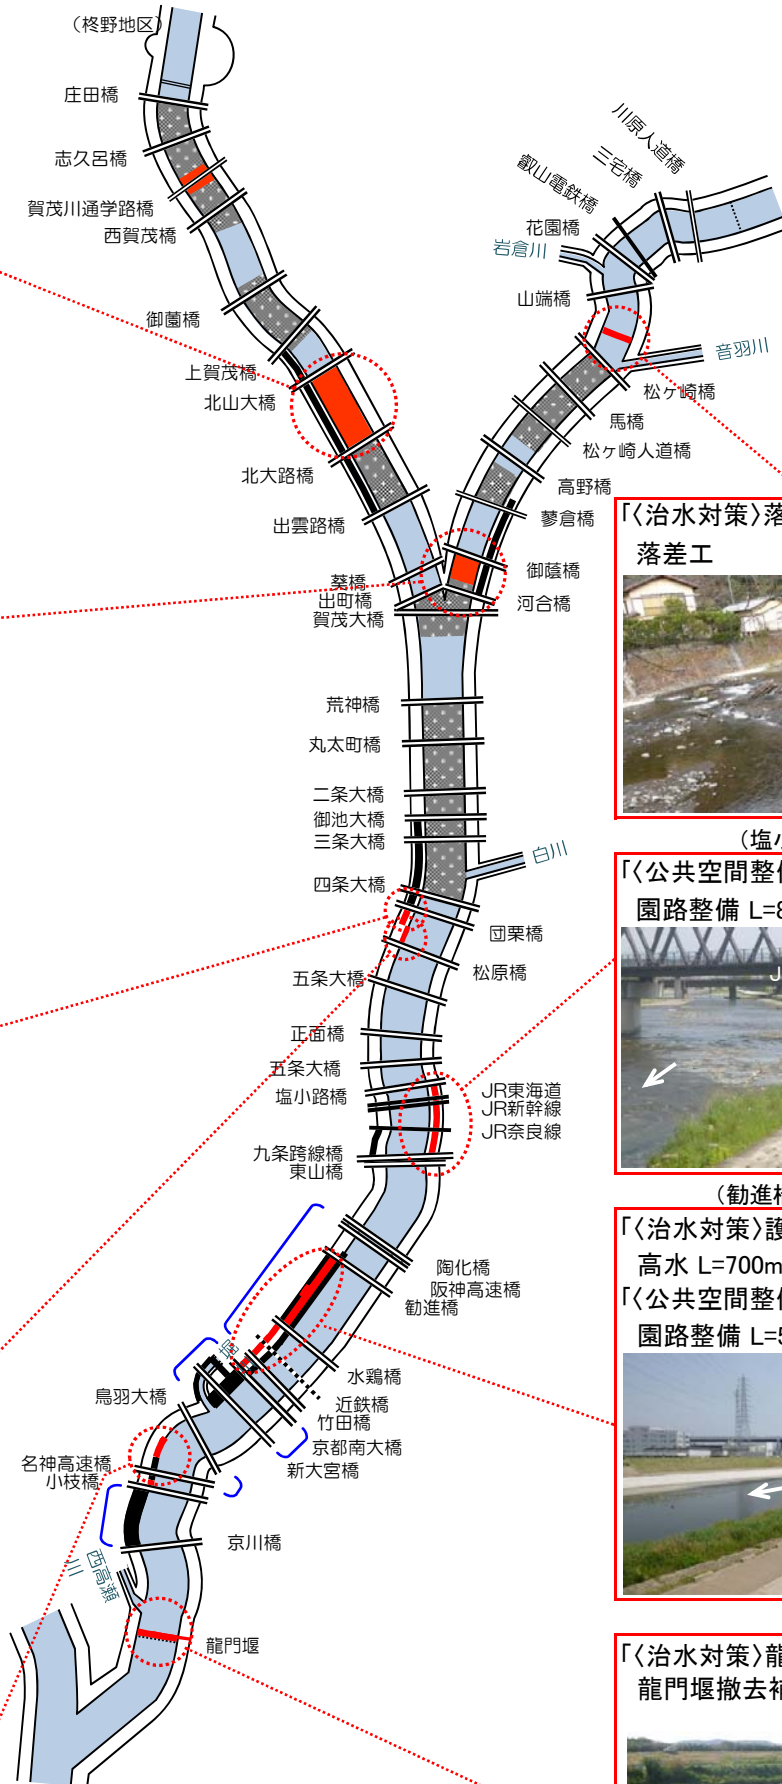 (柊野地区)
庄田橋
志久呂橋
賀茂川通学路橋
西賀茂橋
御薗橋
上賀茂橋
北山大橋
北大路橋
出雲路橋
葵橋
出町橋
賀茂大橋
川原人道橋
三宅橋
叡山電鉄橋
花園橋
岩倉川
山端橋
音羽川
松ヶ崎橋
馬橋
松ヶ崎人道橋
高野橋
蓼倉橋
御蔭橋
河合橋
荒神橋
丸太町橋
二条大橋
御池大橋
三条大橋
白川
四条大橋
団栗橋
松原橋
五条大橋
正面橋
五条大橋
塩小路橋
JR東海道
JR新幹線
JR奈良線
九条跨線橋
東山橋
陶化橋
阪神高速橋
勧進橋
水鶏橋
近鉄橋
竹田橋
京都南大橋
新大宮橋
堀
鳥羽大橋
名神高速橋
小枝橋
京川橋
西高瀬
川
龍門堰
「〈治水対策〉落
落差工
(塩小
「〈公共空間整備
園路整備 L=8
J
(勧進橋
「〈治水対策〉護
高水 L=700m
「〈公共空間整備
園路整備 L=5
「〈治水対策〉龍
龍門堰撤去補